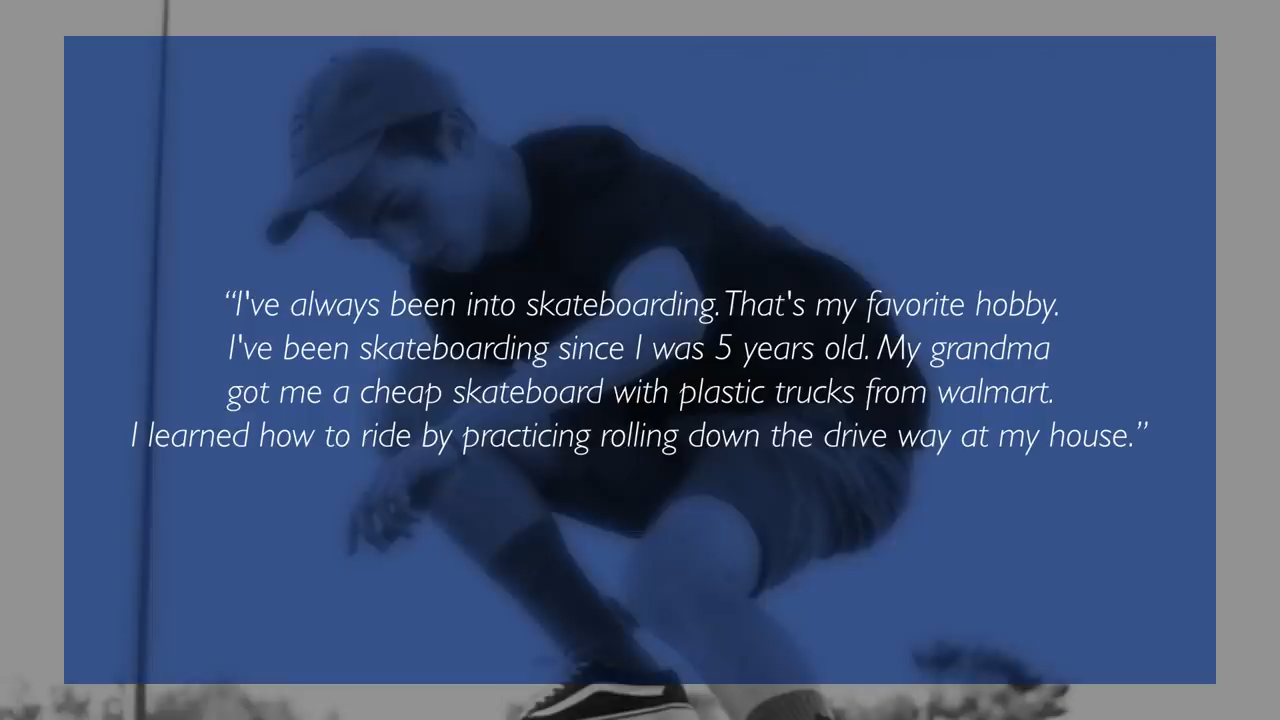 “I've always been into skateboarding. That's my favorite hobby.
I've been skateboarding since I was 5 years old. My grandma
got me a cheap skateboard with plastic trucks from walmart.
I learned how to ride by practicing rolling down the drive way at my house.”